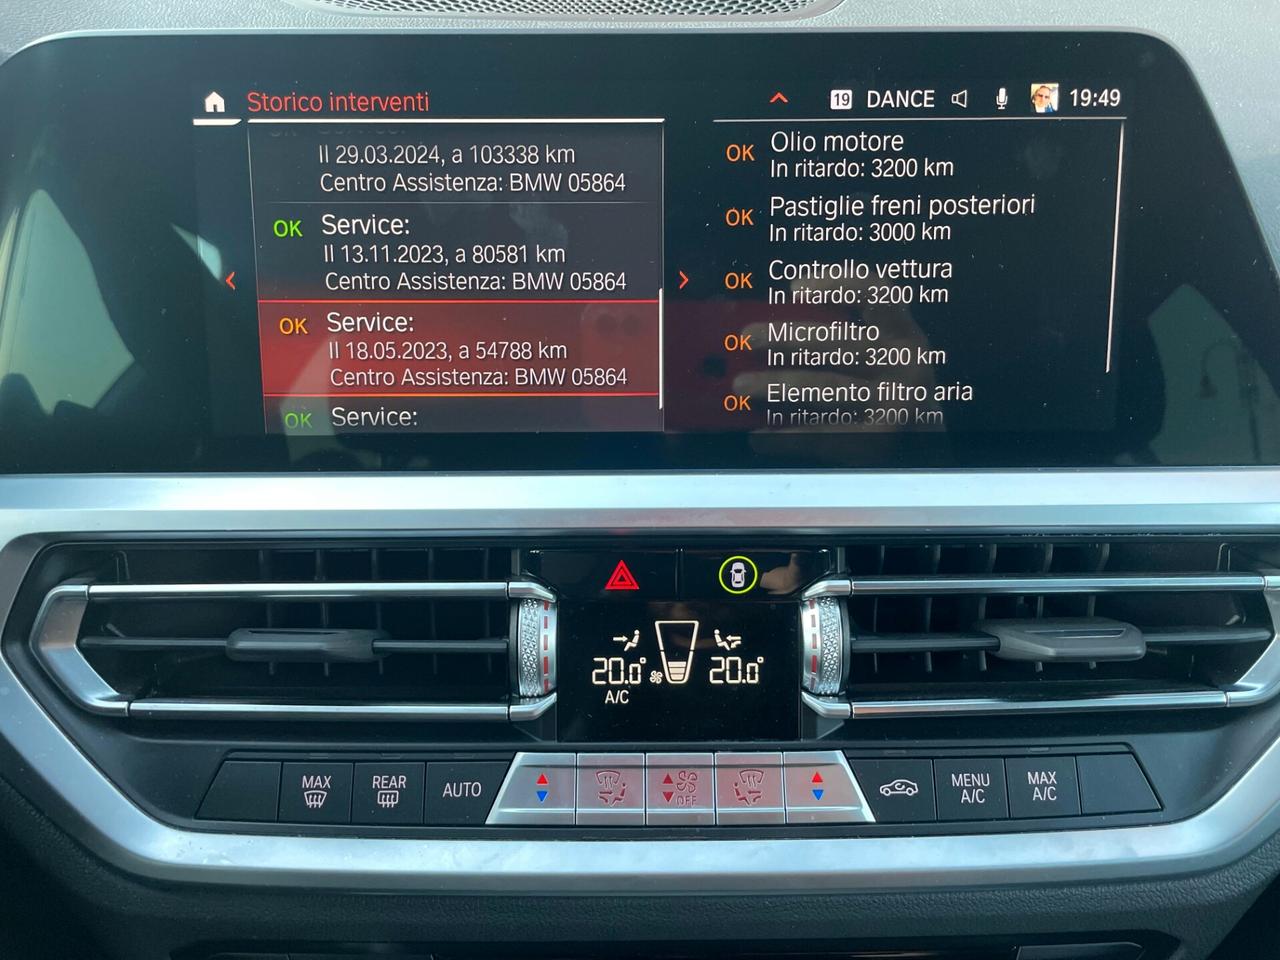 Storico interventi
19 DANCE 19:49
Service:
Il 29.03.2024, a 103338 km
Centro Assistenza: BMW 05864
OK Service:
Il 13.11.2023, a 80581 km
Centro Assistenza: BMW 05864
OK Service:
Il 18.05.2023, a 54788 km
Centro Assistenza: BMW 05864
OK Service:
OK Olio motore
In ritardo: 3200 km
OK Pastiglie freni posteriori
In ritardo: 3000 km
OK Controllo vettura
In ritardo: 3200 km
OK Microfiltro
In ritardo: 3200 km
OK Elemento filtro aria
In ritardo: 3200 km
20.0° 20.0°
A/C
MAX
REAR
AUTO
OFF
MENU
A/C
MAX
A/C